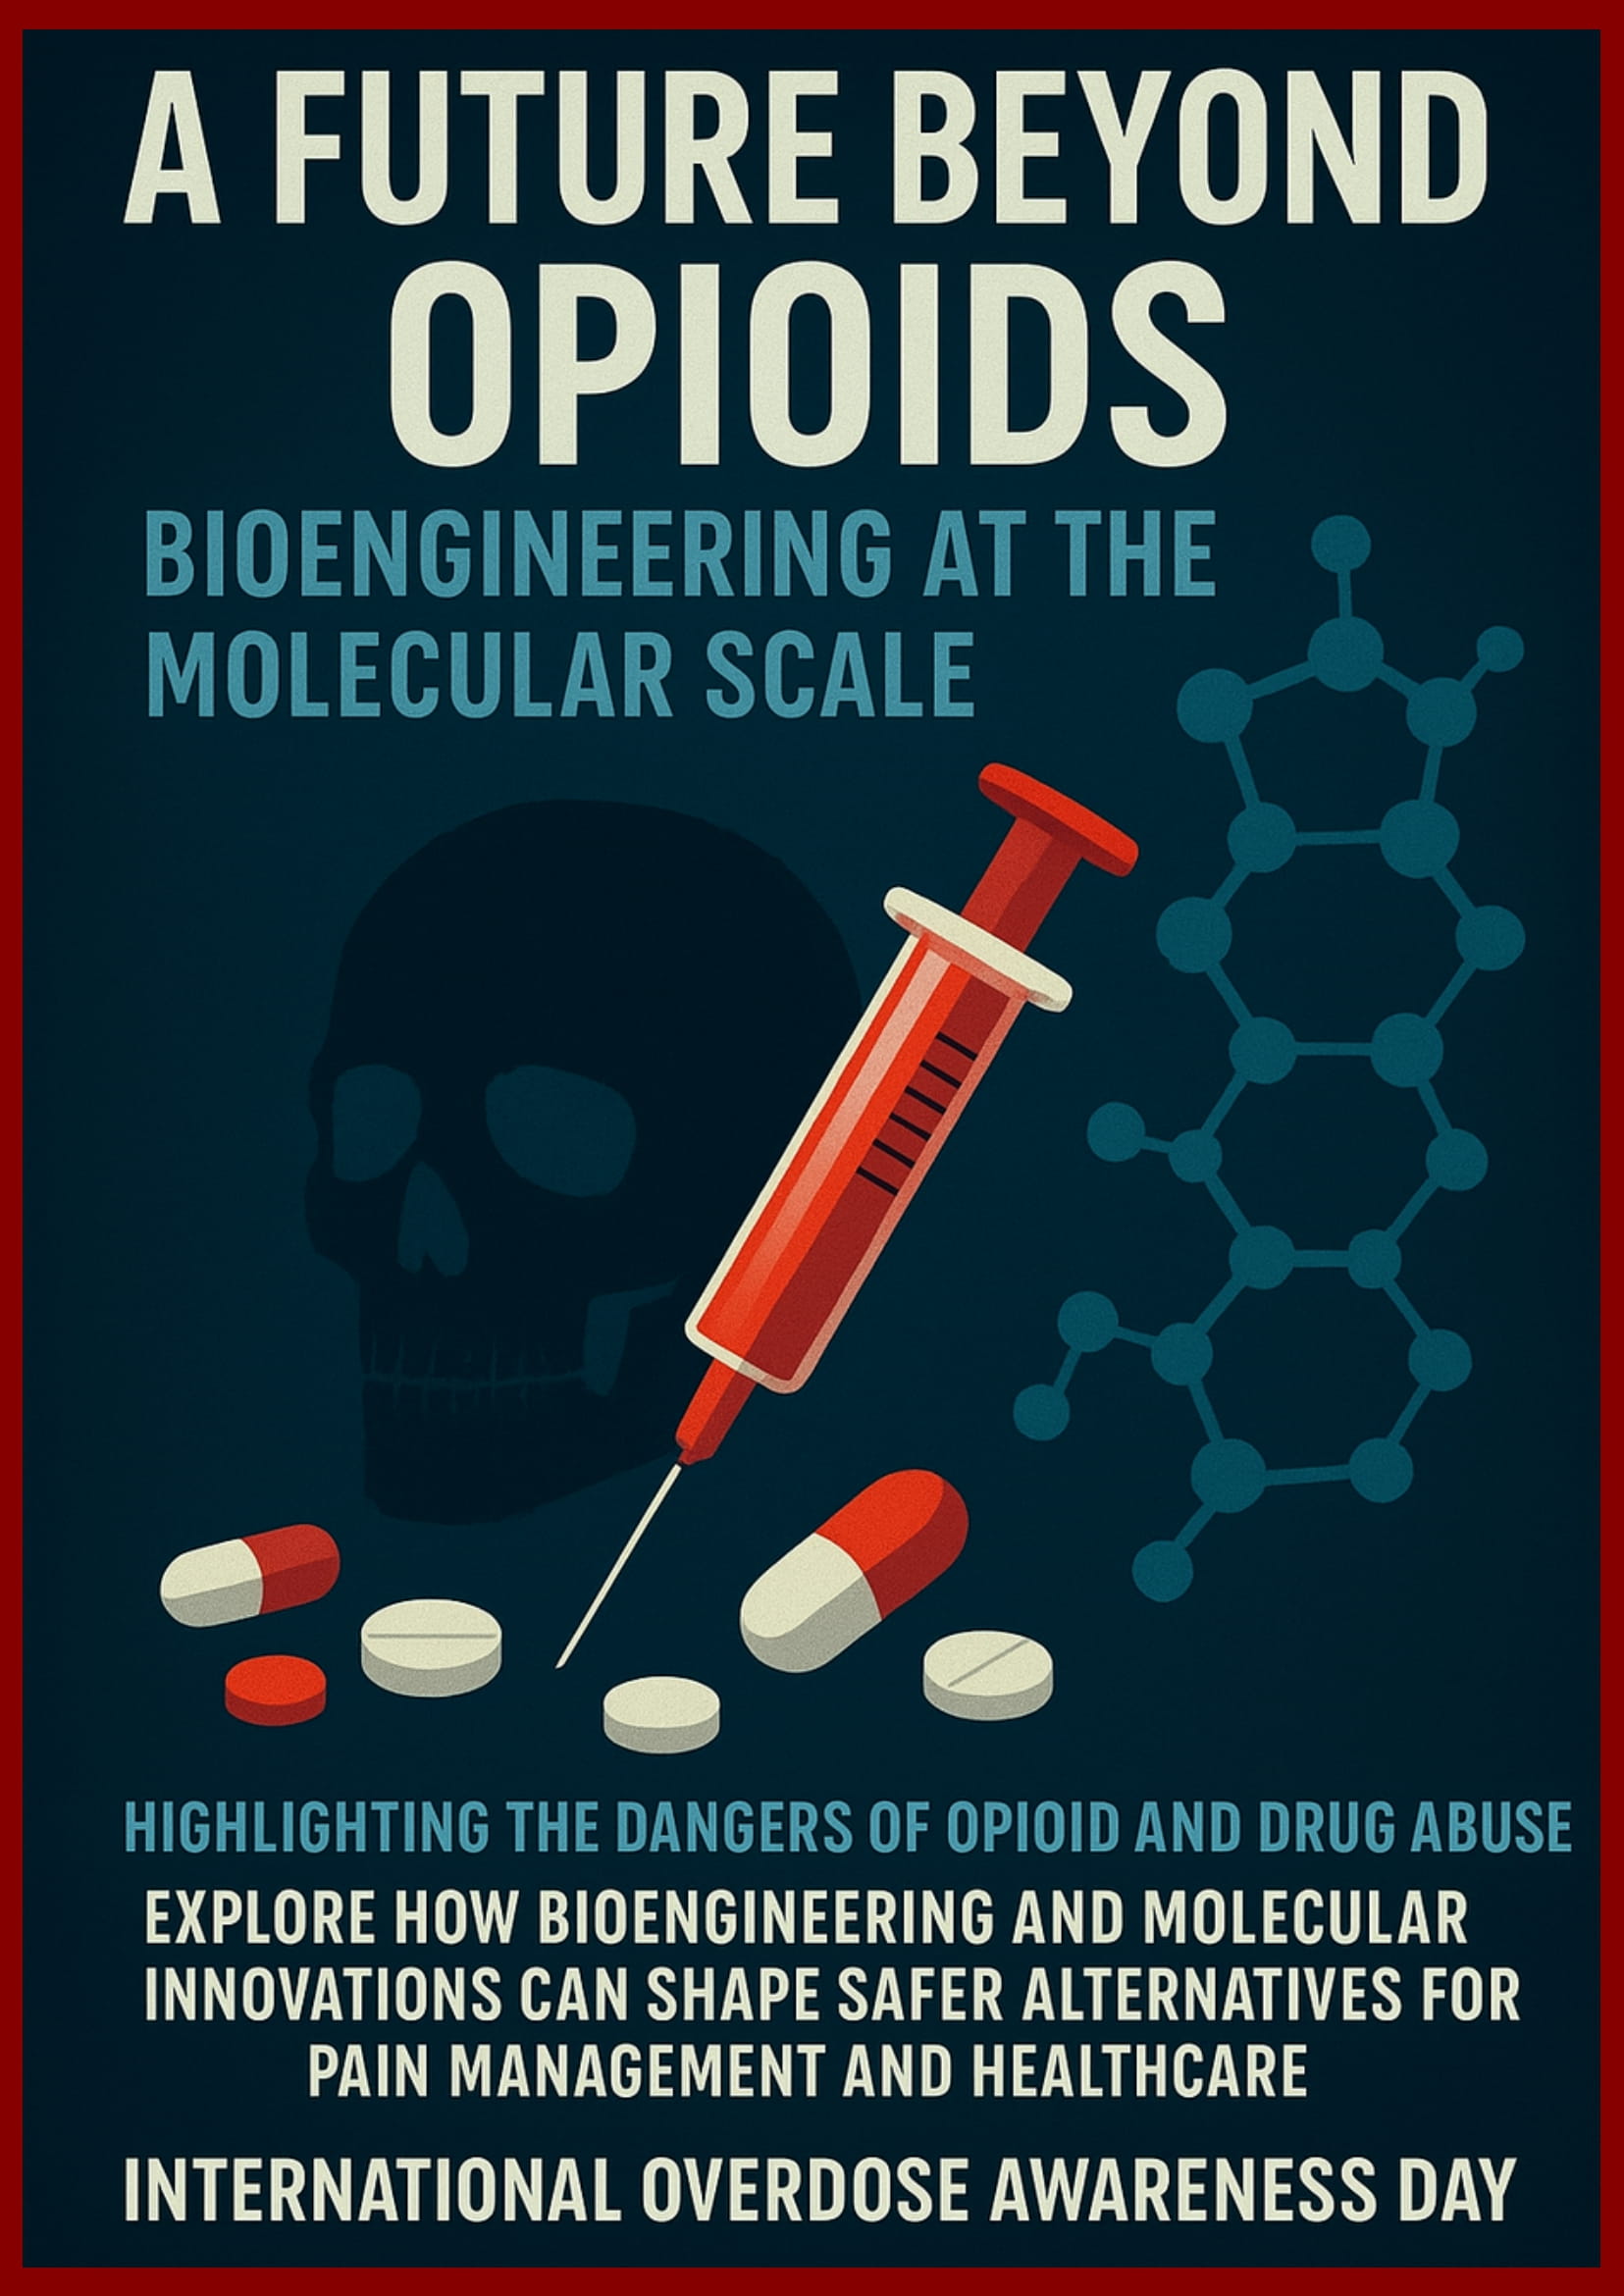 A FUTURE BEYOND
OPIOIDS
BIOENGINEERING AT THE
MOLECULAR SCALE
HIGHLIGHTING THE DANGERS OF OPIOID AND DRUG ABUSE
EXPLORE HOW BIOENGINEERING AND MOLECULAR
INNOVATIONS CAN SHAPE SAFER ALTERNATIVES FOR
PAIN MANAGEMENT AND HEALTHCARE
INTERNATIONAL OVERDOSE AWARENESS DAY